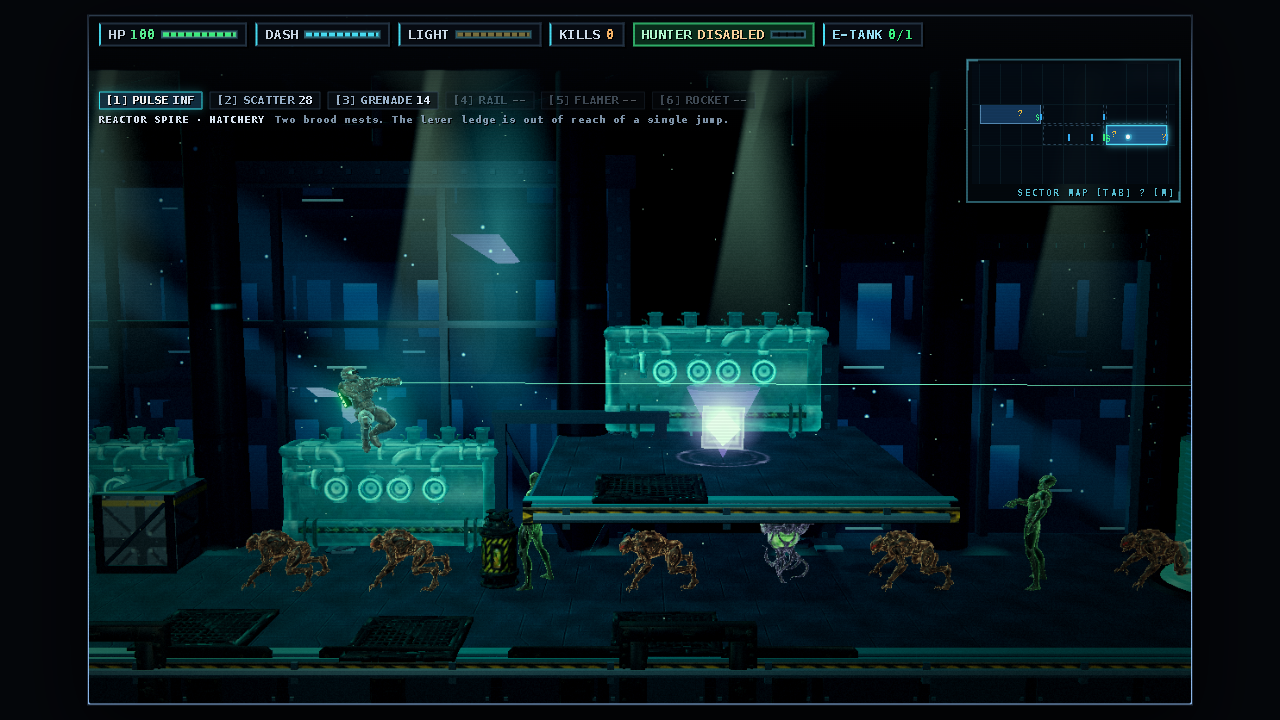 HP 100 DASH LIGHT KILLS 0 HUNTER DISABLED E-TANK 0/1
[1] PULSE INF [2] SCATTER 28 [3] GRENADE 14 [4] RAIL -- [5] FLAMER -- [6] ROCKET --
REACTOR SPIRE · HATCHERY Two brood nests. The lever ledge is out of reach of a single jump.
? S
S ? ?
SECTOR MAP [TAB] ? [M]